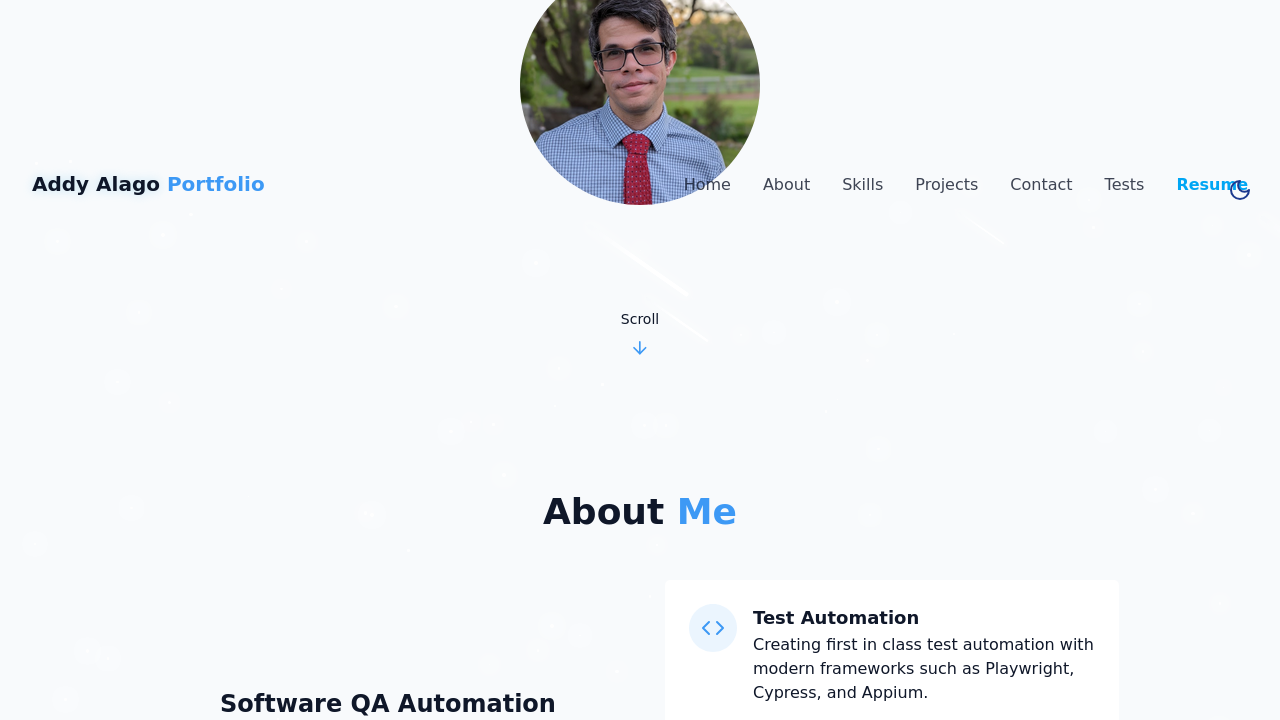 Addy Alago Portfolio
Home About Skills Projects Contact Tests Resume
Scroll
About Me
Test Automation
Creating first in class test automation with
modern frameworks such as Playwright,
Cypress, and Appium.
Software QA Automation